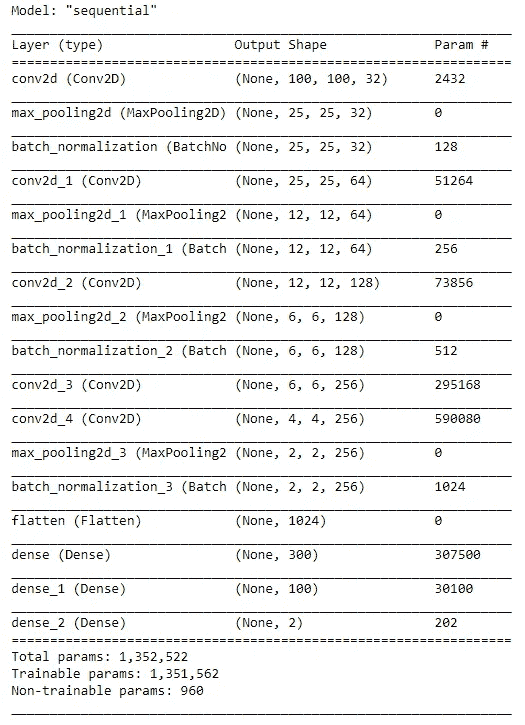 Model: "sequential"
Layer (type) Output Shape Param #
conv2d (Conv2D) (None, 100, 100, 32) 2432
max_pooling2d (MaxPooling2D) (None, 25, 25, 32) 0
batch_normalization (BatchNo (None, 25, 25, 32) 128
conv2d_1 (Conv2D) (None, 25, 25, 64) 51264
max_pooling2d_1 (MaxPooling2 (None, 12, 12, 64) 0
batch_normalization_1 (Batch (None, 12, 12, 64) 256
conv2d_2 (Conv2D) (None, 12, 12, 128) 73856
max_pooling2d_2 (MaxPooling2 (None, 6, 6, 128) 0
batch_normalization_2 (Batch (None, 6, 6, 128) 512
conv2d_3 (Conv2D) (None, 6, 6, 256) 295168
conv2d_4 (Conv2D) (None, 4, 4, 256) 590080
max_pooling2d_3 (MaxPooling2 (None, 2, 2, 256) 0
batch_normalization_3 (Batch (None, 2, 2, 256) 1024
flatten (Flatten) (None, 1024) 0
dense (Dense) (None, 300) 307500
dense_1 (Dense) (None, 100) 30100
dense_2 (Dense) (None, 2) 202
Total params: 1,352,522
Trainable params: 1,351,562
Non-trainable params: 960